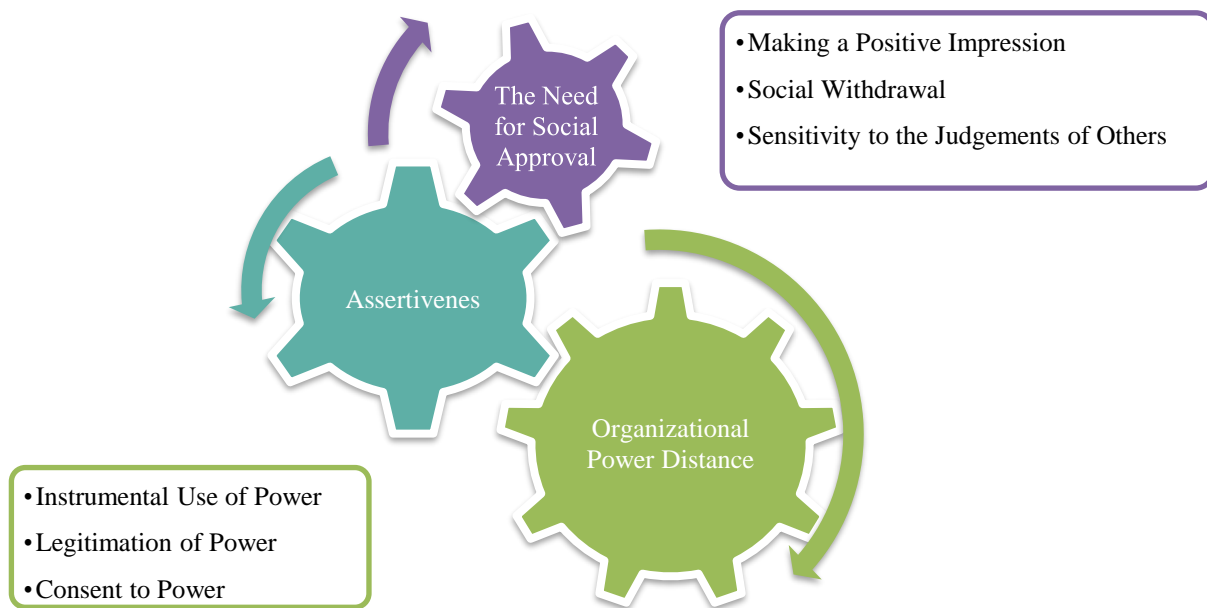 The Need
for Social
Approval
•Making a Positive Impression
•Social Withdrawal
•Sensitivity to the Judgements of Others
Assertivenes
Organizational
Power Distance
•Instrumental Use of Power
•Legitimation of Power
•Consent to Power